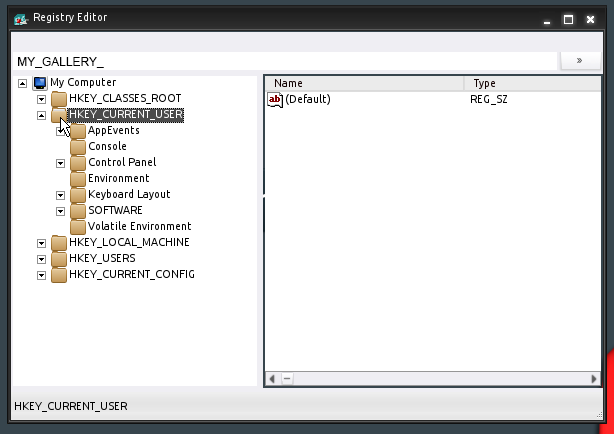 Registry Editor
MY_GALLERY_
»
My Computer
HKEY_CLASSES_ROOT
HKEY_CURRENT_USER
AppEvents
Console
Control Panel
Environment
Keyboard Layout
SOFTWARE
Volatile Environment
HKEY_LOCAL_MACHINE
HKEY_USERS
HKEY_CURRENT_CONFIG
Name Type
ab (Default) REG_SZ
HKEY_CURRENT_USER